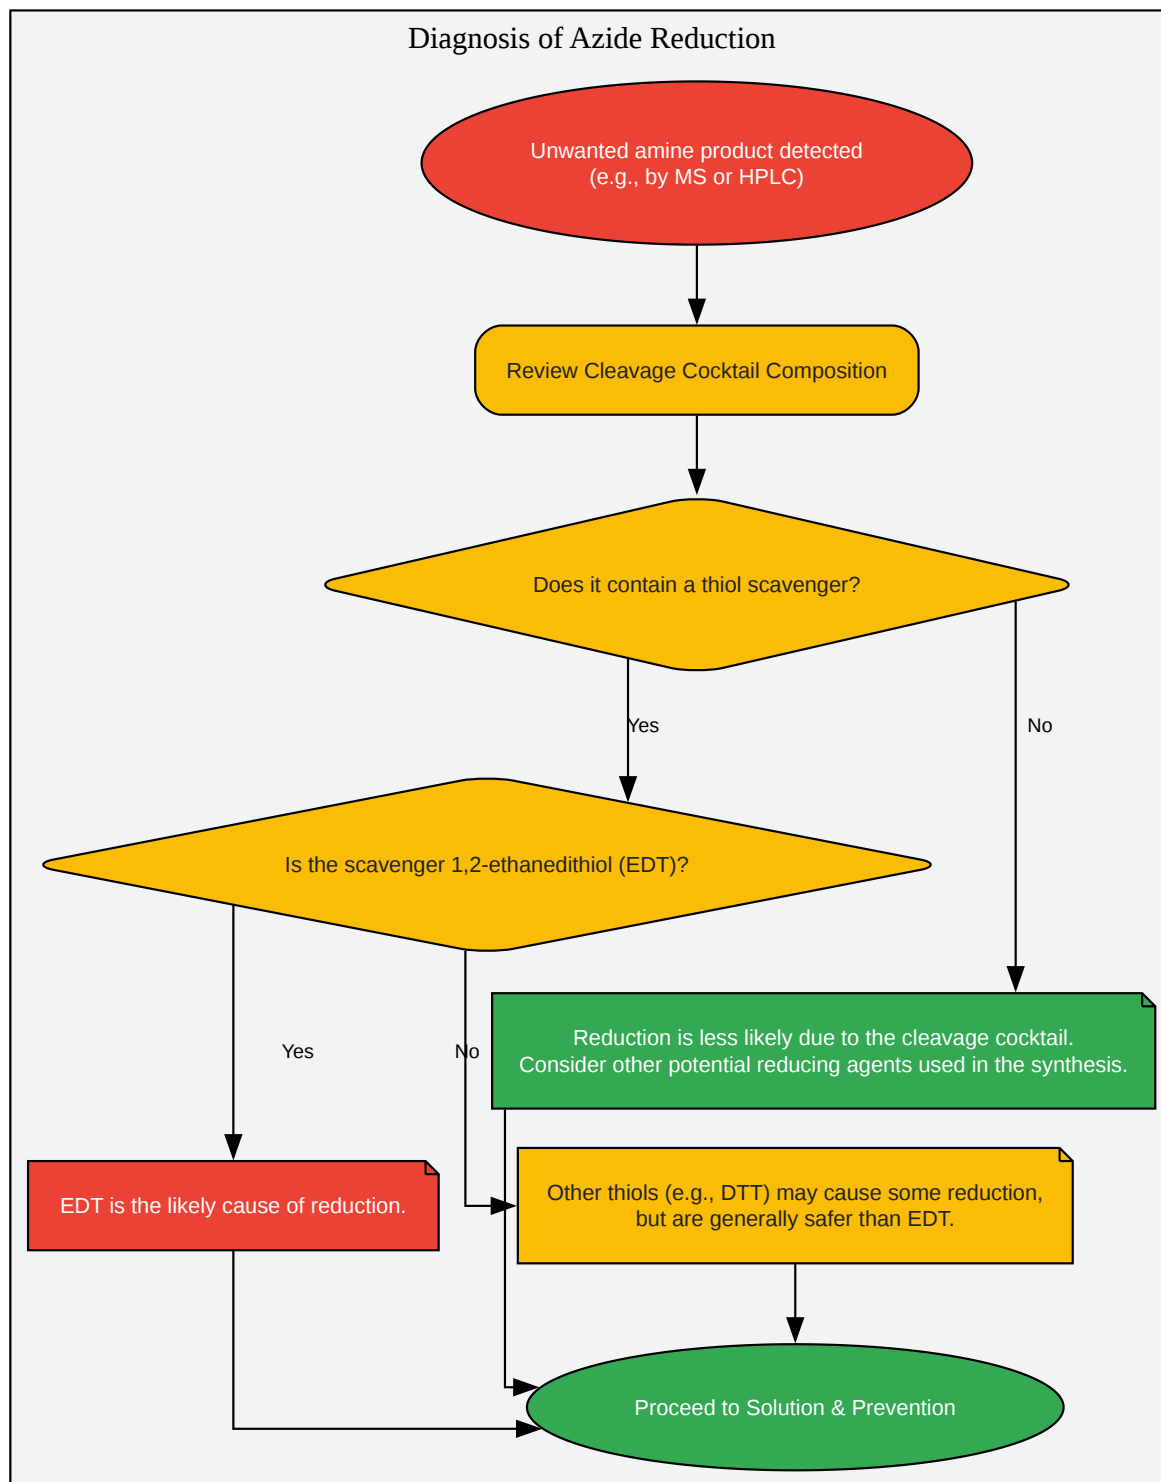 Diagnosis of Azide Reduction
Unwanted amine product detected
(e.g., by MS or HPLC)
Review Cleavage Cocktail Composition
Does it contain a thiol scavenger?
Yes
No
Is the scavenger 1,2-ethanedithiol (EDT)?
Yes
No
Reduction is less likely due to the cleavage cocktail.
Consider other potential reducing agents used in the synthesis.
EDT is the likely cause of reduction.
Other thiols (e.g., DTT) may cause some reduction,
but are generally safer than EDT.
Proceed to Solution & Prevention